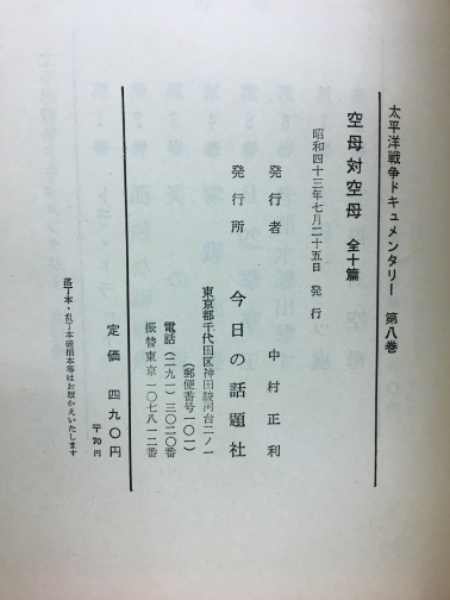 太平洋戦争ドキュメンタリー 第八巻
空母対空母 全十篇
昭和四十三年七月二十五日 発行
発行者 中村正利
発行所 今日の話題社
東京都千代田区神田駿河台二ノ一
(郵便番号一〇一)
電話(二九一)三〇二〇番
振替東京一〇七八一二番
定価 四九〇円
〒70円
落丁本・乱丁本破損本等はお取かえいたします